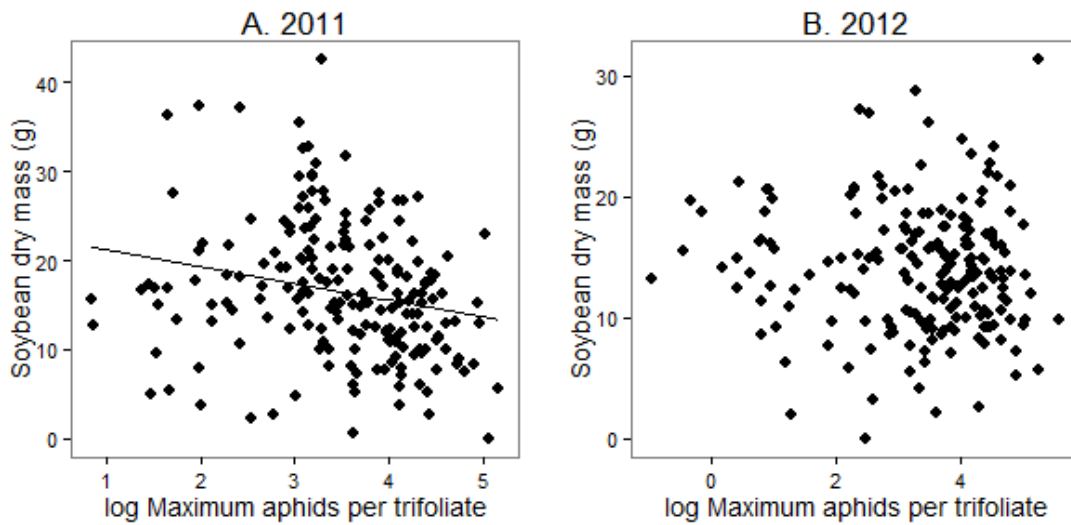 A. 2011
Soybean dry mass (g)
40
30
20
10
0
1 2 3 4 5
log Maximum aphids per trifoliate
B. 2012
Soybean dry mass (g)
30
20
10
0
0 2 4
log Maximum aphids per trifoliate